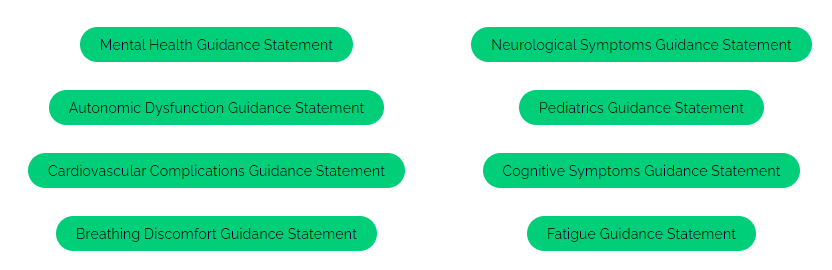 Mental Health Guidance Statement
Neurological Symptoms Guidance Statement
Autonomic Dysfunction Guidance Statement
Pediatrics Guidance Statement
Cardiovascular Complications Guidance Statement
Cognitive Symptoms Guidance Statement
Breathing Discomfort Guidance Statement
Fatigue Guidance Statement